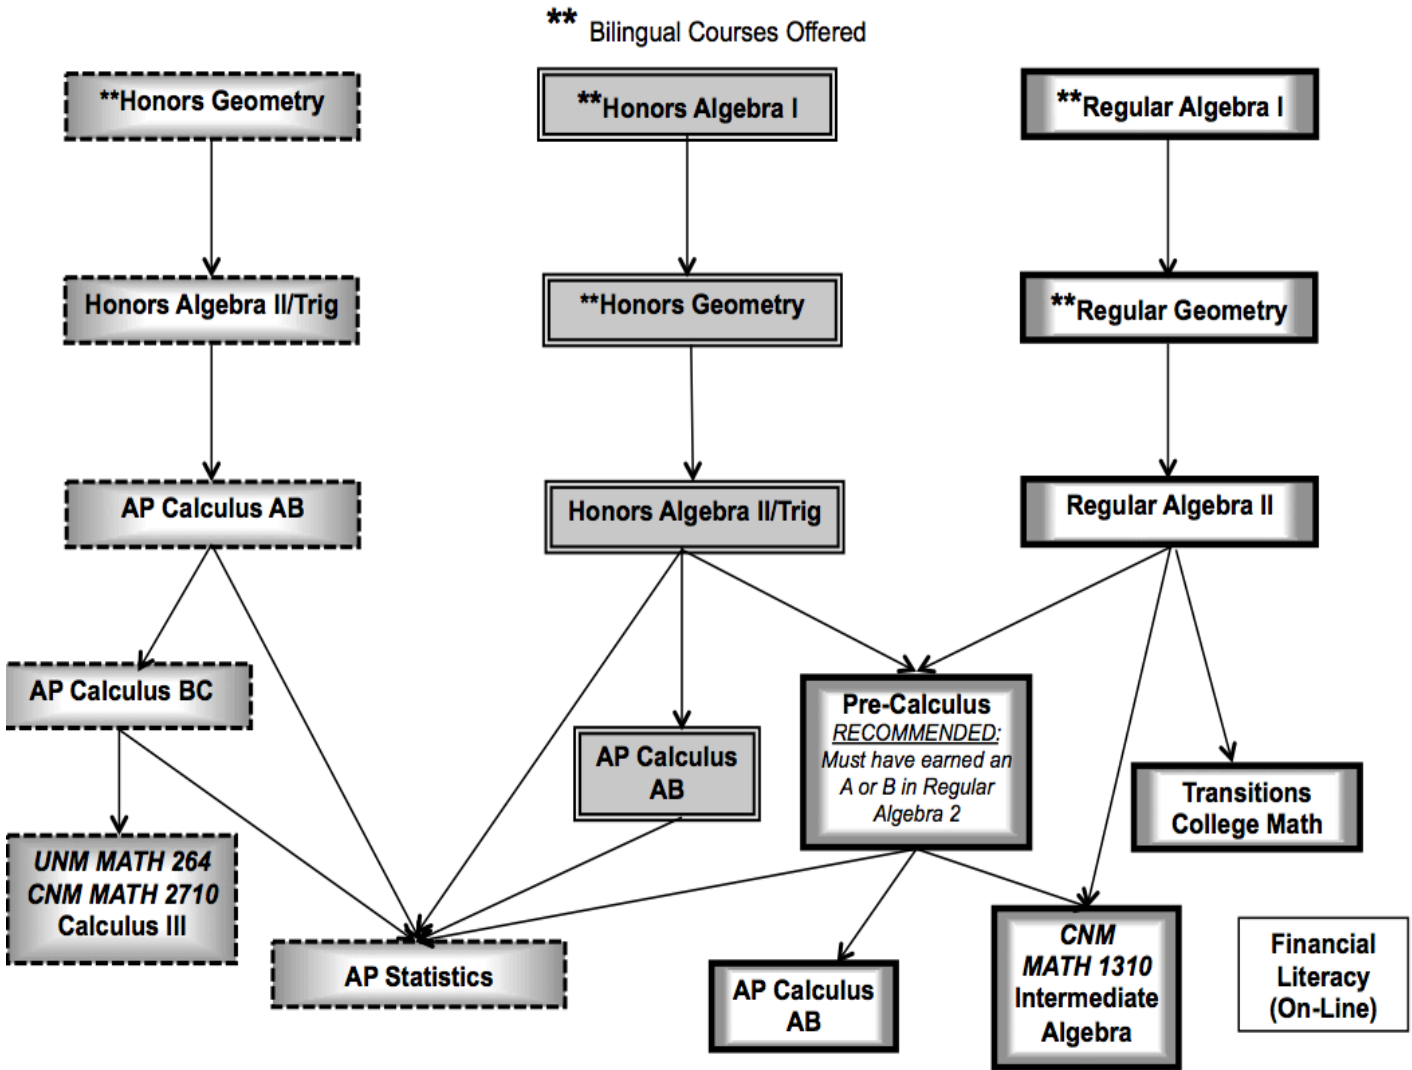 ** Bilingual Courses Offered
**Honors Geometry
**Honors Algebra I
**Regular Algebra I
Honors Algebra II/Trig
**Honors Geometry
**Regular Geometry
AP Calculus AB
Honors Algebra II/Trig
Regular Algebra II
AP Calculus BC
Pre-Calculus
RECOMMENDED:
Must have earned an
A or B in Regular
Algebra 2
AP Calculus
AB
Transitions
College Math
UNM MATH 264
CNM MATH 2710
Calculus III
AP Statistics
AP Calculus
AB
CNM
MATH 1310
Intermediate
Algebra
Financial
Literacy
(On-Line)